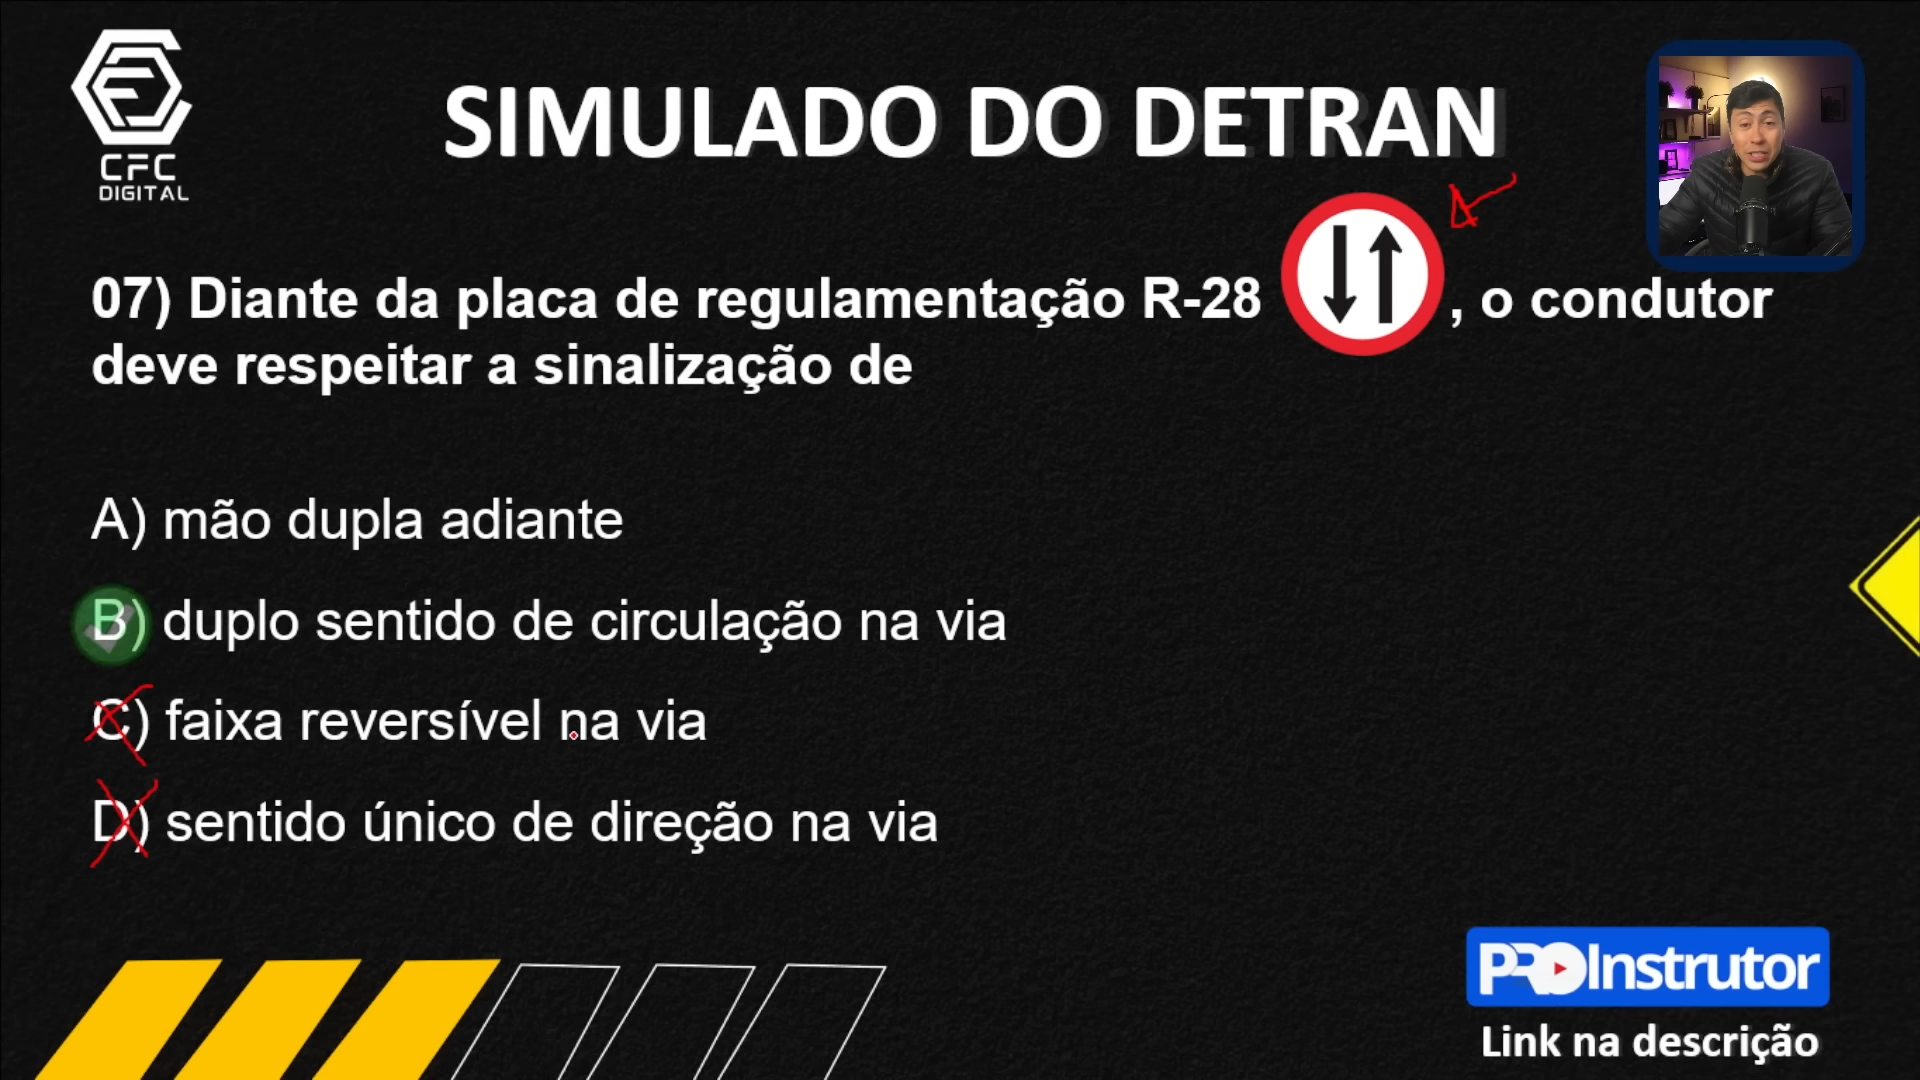 CFC
DIGITAL
SIMULADO DO DETRAN
07) Diante da placa de regulamentação R-28 , o condutor
deve respeitar a sinalização de
A) mão dupla adiante
B) duplo sentido de circulação na via
C) faixa reversível na via
D) sentido único de direção na via
PROInstrutor
Link na descrição